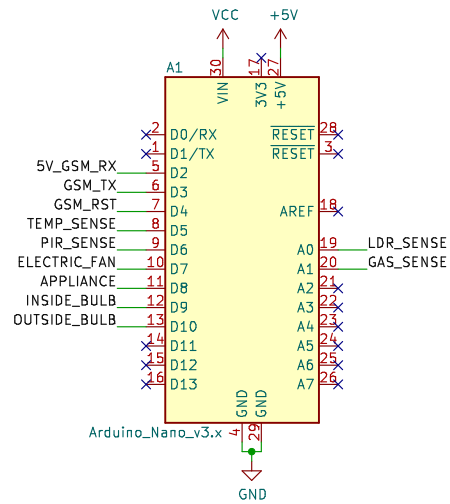 VCC +5V
A1
30 17 27
VIN 3V3 +5V
2 D0/RX RESET 28
1 D1/TX RESET 3
5V_GSM_RX 5 D2
GSM_TX 6 D3
GSM_RST 7 D4 AREF 18
TEMP_SENSE 8 D5
PIR_SENSE 9 D6 A0 19 LDR_SENSE
ELECTRIC_FAN 10 D7 A1 20 GAS_SENSE
APPLIANCE 11 D8 A2 21
INSIDE_BULB 12 D9 A3 22
OUTSIDE_BULB 13 D10 A4 23
14 D11 A5 24
15 D12 A6 25
16 D13 A7 26
GND GND
Arduino_Nano_v3.x 4 29
GND